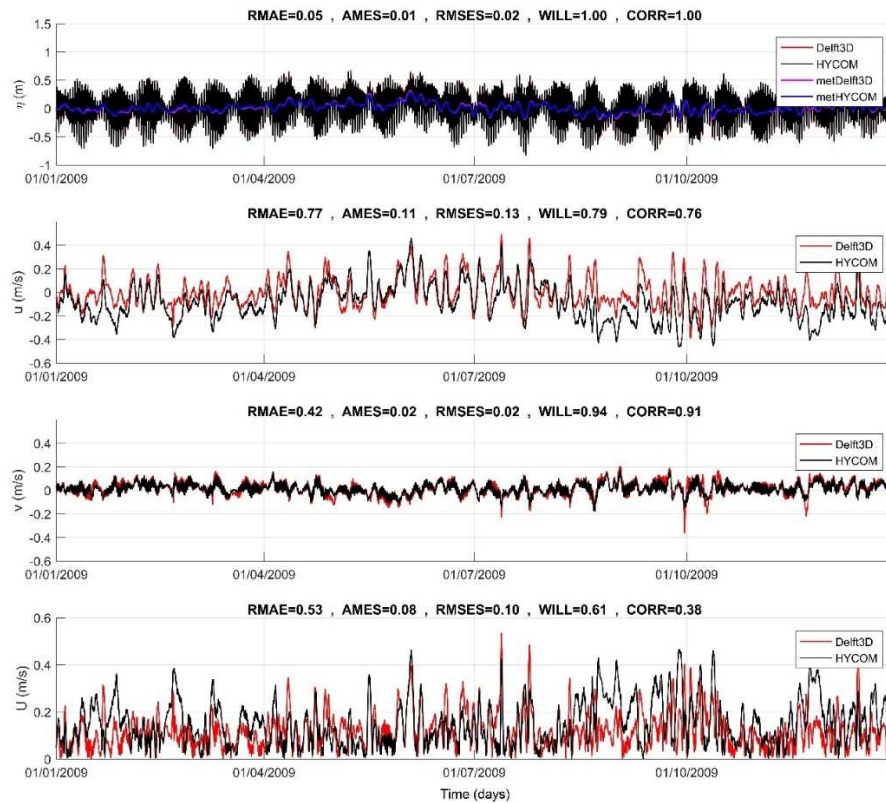 RMAE=0.05 , AMES=0.01 , RMSES=0.02 , WILL=1.00 , CORR=1.00
1.5
1
0.5
0
-0.5
-1
η (m)
Delft3D
HYCOM
metDelft3D
metHYCOM
01/01/2009 01/04/2009 01/07/2009 01/10/2009
RMAE=0.77 , AMES=0.11 , RMSES=0.13 , WILL=0.79 , CORR=0.76
0.4
0.2
0
-0.2
-0.4
-0.6
u (m/s)
Delft3D
HYCOM
01/01/2009 01/04/2009 01/07/2009 01/10/2009
RMAE=0.42 , AMES=0.02 , RMSES=0.02 , WILL=0.94 , CORR=0.91
0.4
0.2
0
-0.2
-0.4
-0.6
v (m/s)
Delft3D
HYCOM
01/01/2009 01/04/2009 01/07/2009 01/10/2009
RMAE=0.53 , AMES=0.08 , RMSES=0.10 , WILL=0.61 , CORR=0.38
0.6
0.4
0.2
0
U (m/s)
Delft3D
HYCOM
01/01/2009 01/04/2009 01/07/2009 01/10/2009
Time (days)